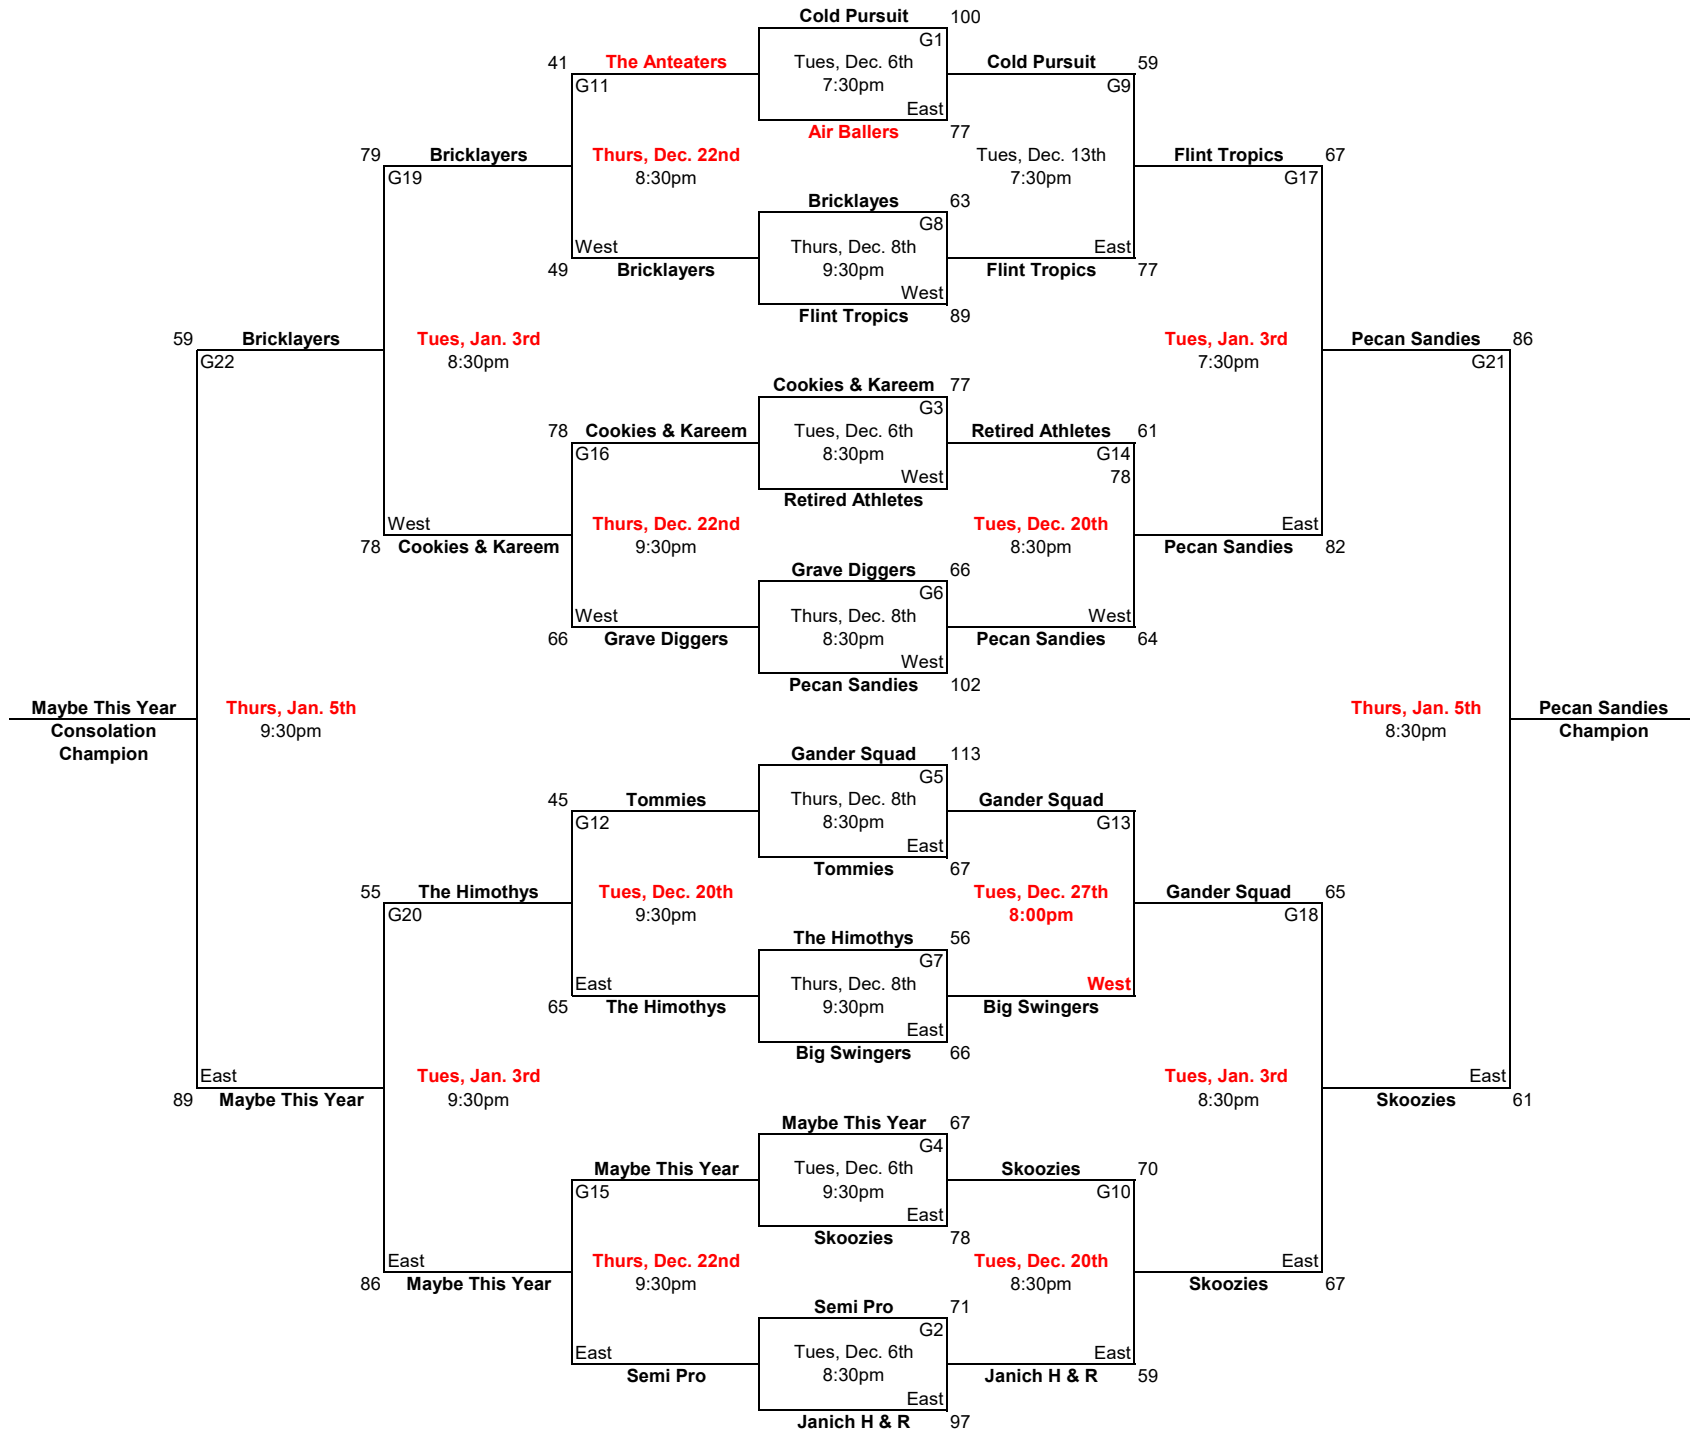 Cold Pursuit 100
G1
41 The Anteaters Tues, Dec. 6th Cold Pursuit 59
G11 7:30pm G9
East
Air Ballers 77
79 Bricklayers Thurs, Dec. 22nd Tues, Dec. 13th Flint Tropics 67
G19 8:30pm 7:30pm G17
Bricklayes 63
G8
West Thurs, Dec. 8th East
49 Bricklayers 9:30pm Flint Tropics 77
West
Flint Tropics 89
59 Bricklayers Tues, Jan. 3rd Tues, Jan. 3rd Pecan Sandies 86
G22 8:30pm 7:30pm G21
Cookies & Kareem 77
G3
78 Cookies & Kareem Tues, Dec. 6th Retired Athletes 61
G16 8:30pm G14
West 78
Retired Athletes
West Thurs, Dec. 22nd Tues, Dec. 20th East
78 Cookies & Kareem 9:30pm 8:30pm Pecan Sandies 82
Grave Diggers 66
G6
West Thurs, Dec. 8th West
66 Grave Diggers 8:30pm Pecan Sandies 64
West
Pecan Sandies 102
Maybe This Year Thurs, Jan. 5th Thurs, Jan. 5th Pecan Sandies
Consolation 9:30pm 8:30pm Champion
Champion
Gander Squad 113
G5
45 Tommies Thurs, Dec. 8th Gander Squad
G12 8:30pm G13
East
Tommies 67
55 The Himothys Tues, Dec. 20th Tues, Dec. 27th Gander Squad 65
G20 9:30pm 8:00pm G18
The Himothys 56
G7
East Thurs, Dec. 8th West
65 The Himothys 9:30pm Big Swingers
East
Big Swingers 66
East Tues, Jan. 3rd Tues, Jan. 3rd East
89 Maybe This Year 9:30pm 8:30pm Skoozies 61
Maybe This Year 67
G4
Maybe This Year Tues, Dec. 6th Skoozies 70
G15 9:30pm G10
East
Skoozies 78
East Thurs, Dec. 22nd Tues, Dec. 20th East
86 Maybe This Year 9:30pm 8:30pm Skoozies 67
Semi Pro 71
G2
East Tues, Dec. 6th East
Semi Pro 8:30pm Janich H & R 59
East
Janich H & R 97